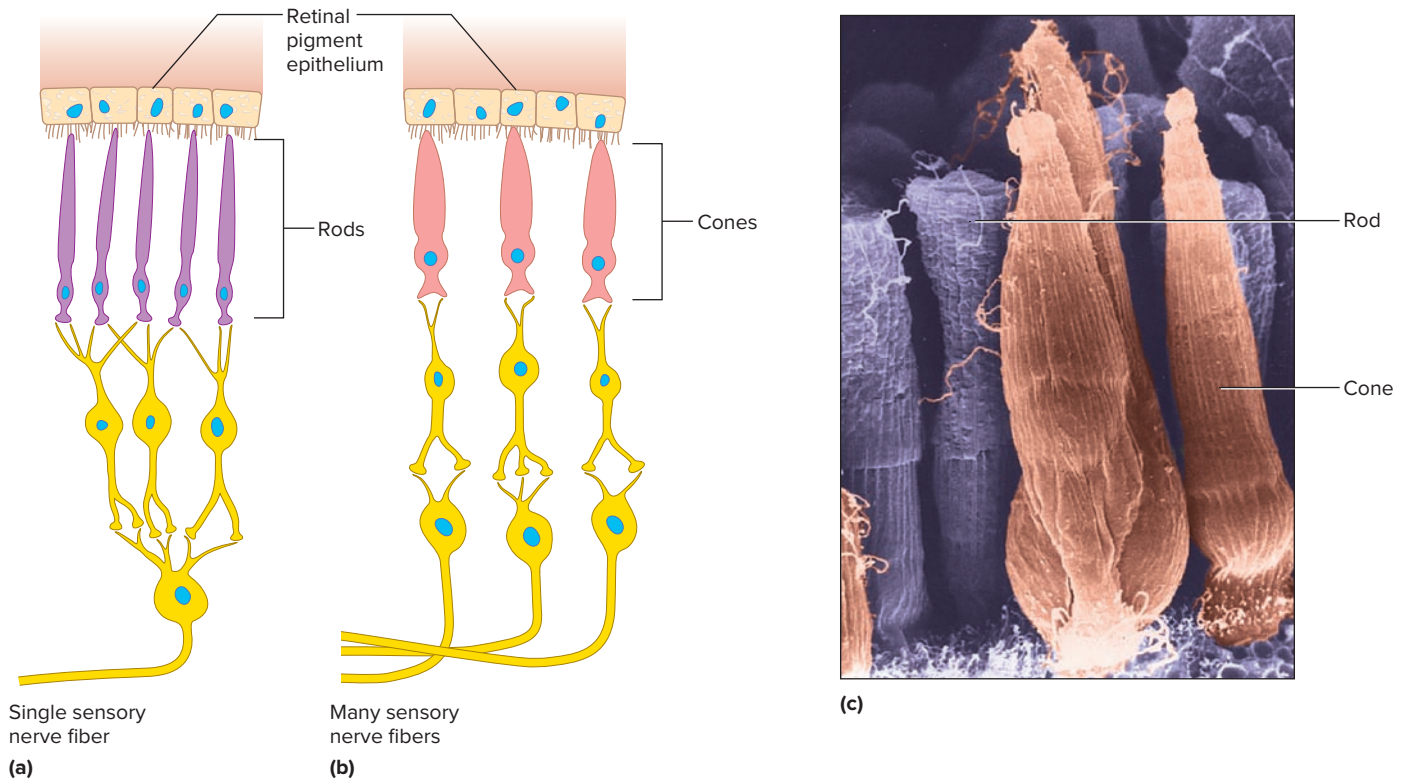 Retinal
pigment
epithelium
Rods
Cones
Rod
Cone
Single sensory
nerve fiber
(a)
Many sensory
nerve fibers
(b)
(c)